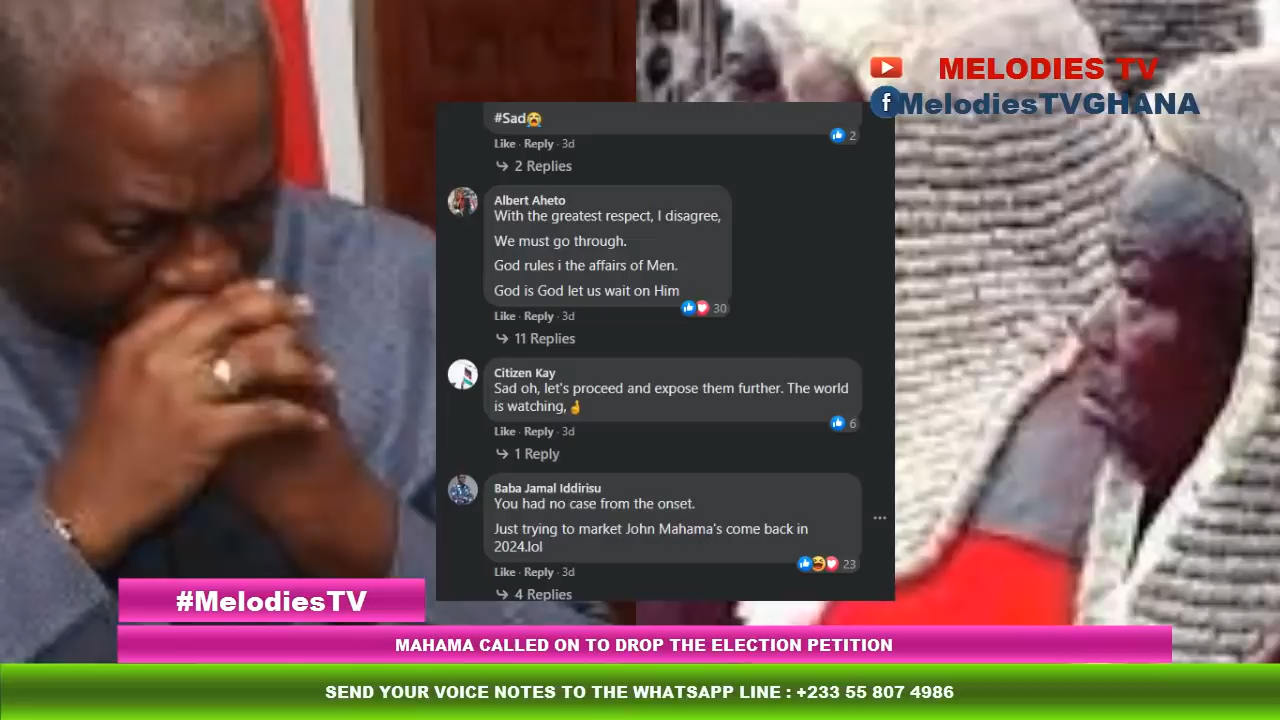 MELODIES TV
MelodiesTVGHANA
#Sad😭
2
Like · Reply · 3d
2 Replies
Albert Aheto
With the greatest respect, I disagree,
We must go through.
God rules i the affairs of Men.
God is God let us wait on Him
30
Like · Reply · 3d
11 Replies
Citizen Kay
Sad oh, let's proceed and expose them further. The world
is watching,☝
6
Like · Reply · 3d
1 Reply
Baba Jamal Iddirisu
You had no case from the onset.
Just trying to market John Mahama's come back in
2024.lol
23
Like · Reply · 3d
4 Replies
#MelodiesTV
MAHAMA CALLED ON TO DROP THE ELECTION PETITION
SEND YOUR VOICE NOTES TO THE WHATSAPP LINE : +233 55 807 4986